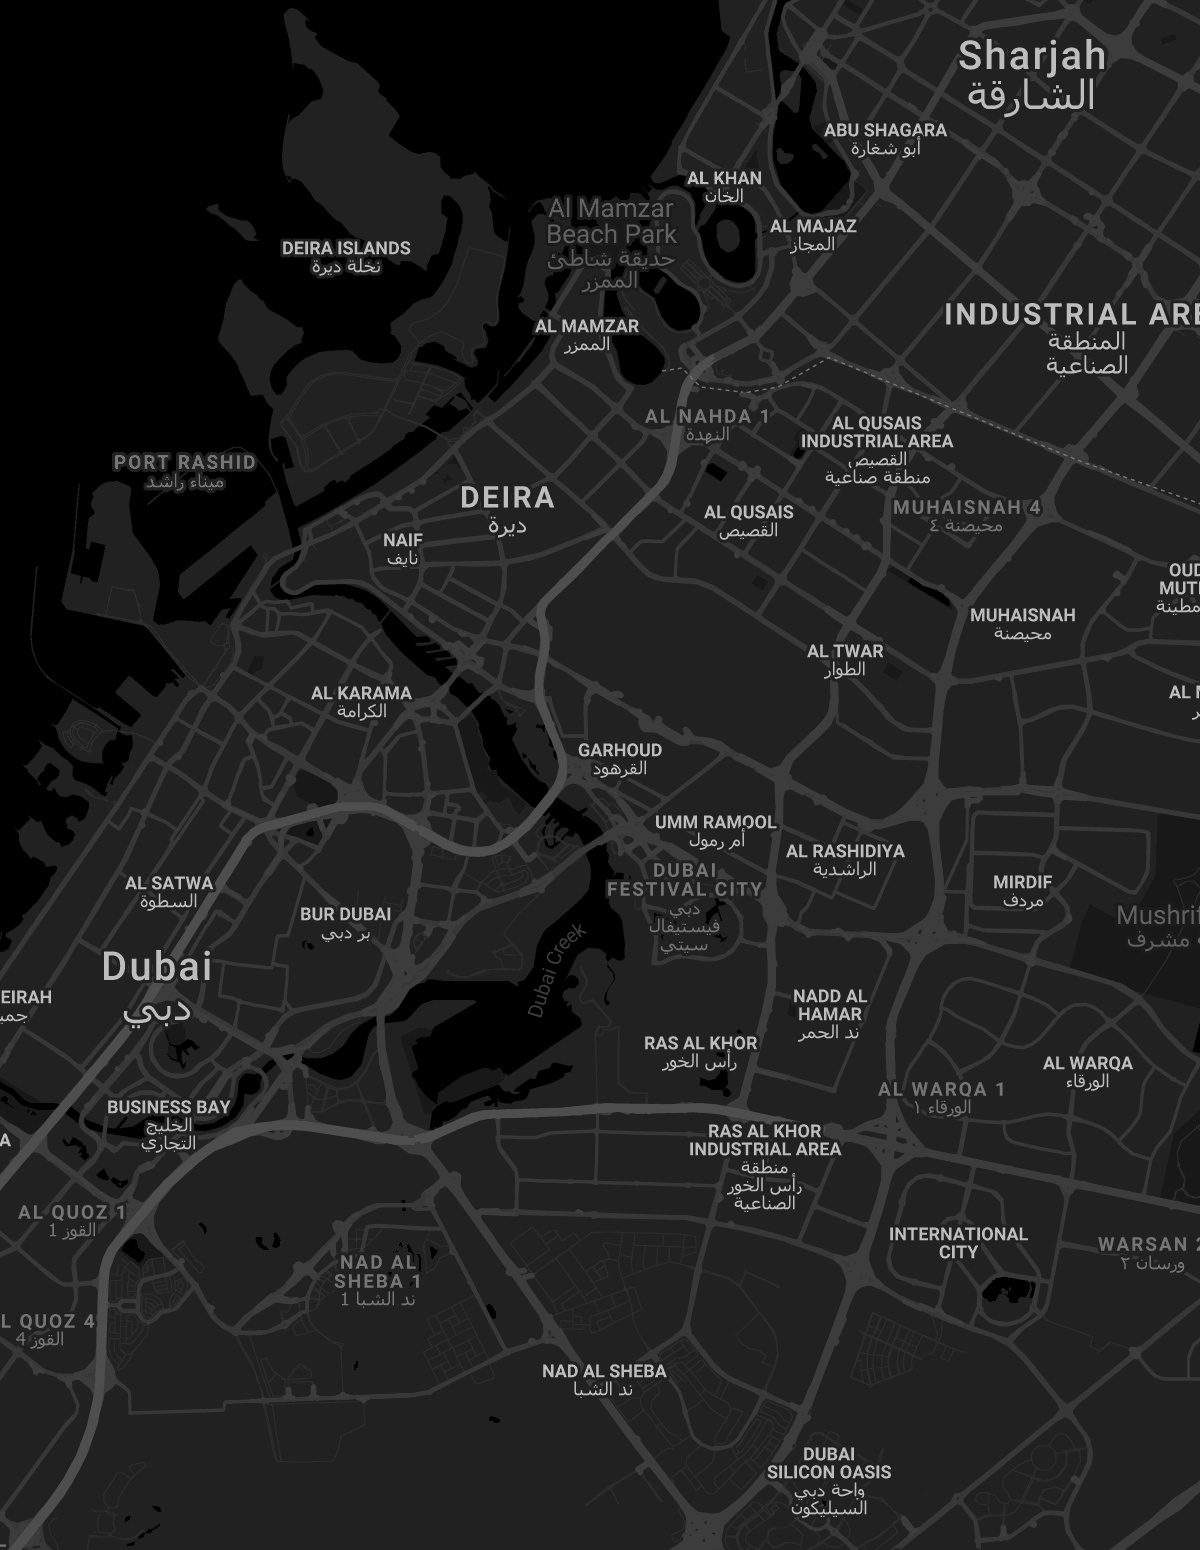 Sharjah
الشارقة
ABU SHAGARA
أبو شغارة
AL KHAN
الخان
Al Mamzar
Beach Park
حديقة شاطئ
الممزر
AL MAJAZ
المجاز
DEIRA ISLANDS
نخلة ديرة
INDUSTRIAL ARE
المنطقة
الصناعية
AL MAMZAR
الممزر
AL NAHDA 1
النهدة
AL QUSAIS
INDUSTRIAL AREA
القصيص
منطقة صناعية
PORT RASHID
ميناء راشد
DEIRA
ديرة
AL QUSAIS
القصيص
MUHAISNAH 4
محيصنة ٤
NAIF
نايف
OUD
MUT
مطينة
MUHAISNAH
محيصنة
AL TWAR
الطوار
AL KARAMA
الكرامة
AL
GARHOUD
القرهود
UMM RAMOOL
أم رمول
AL RASHIDIYA
الراشدية
DUBAI
FESTIVAL CITY
دبي
فيستيفال
سيتي
MIRDIF
مردف
AL SATWA
السطوة
BUR DUBAI
بر دبي
Mushrif
مشرف
Dubai
دبي
Dubai Creek
EIRAH
جمي
NADD AL
HAMAR
ند الحمر
RAS AL KHOR
رأس الخور
AL WARQA
الورقاء
AL WARQA 1
الورقاء ١
BUSINESS BAY
الخليج
التجاري
A
RAS AL KHOR
INDUSTRIAL AREA
منطقة
رأس الخور
الصناعية
AL QUOZ 1
القوز 1
INTERNATIONAL
CITY
WARSAN 2
ورسان ٢
NAD AL
SHEBA 1
ند الشبا 1
L QUOZ 4
القوز 4
NAD AL SHEBA
ند الشبا
DUBAI
SILICON OASIS
واحة دبي
السيليكون